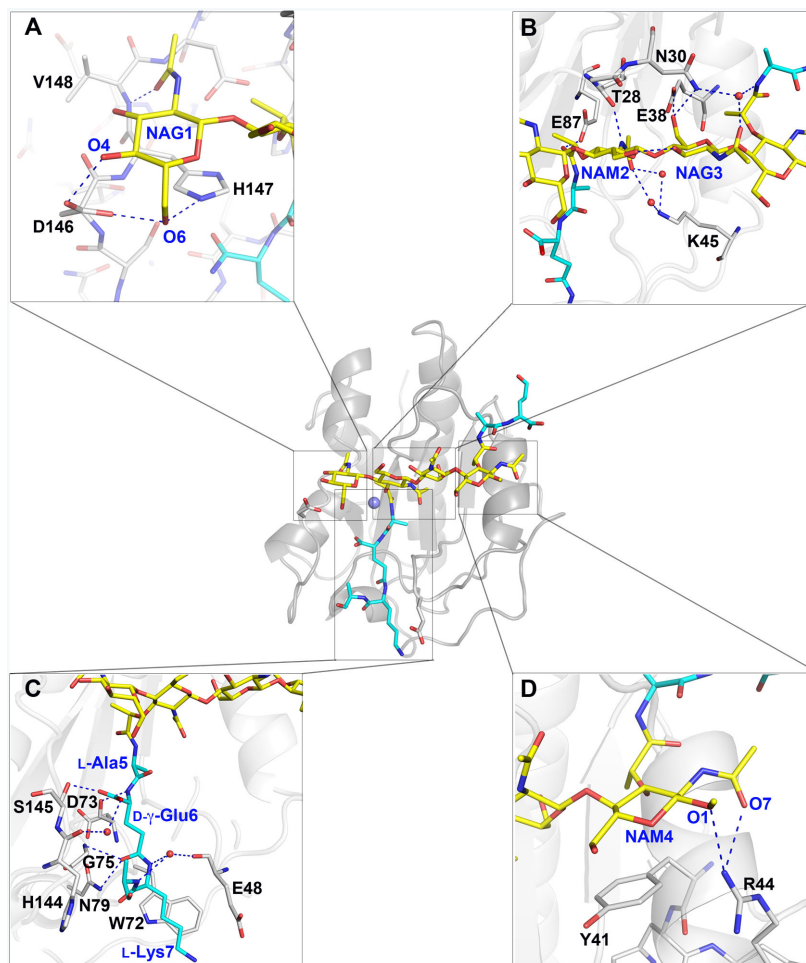 A
V148
NAG1
O4
H147
D146
O6
B
N30
T28
E38
E87
NAM2
NAG3
K45
C
L-Ala5
S145
D73
D-γ-Glu6
G75
E48
H144
N79
W72
L-Lys7
D
O1
O7
NAM4
R44
Y41